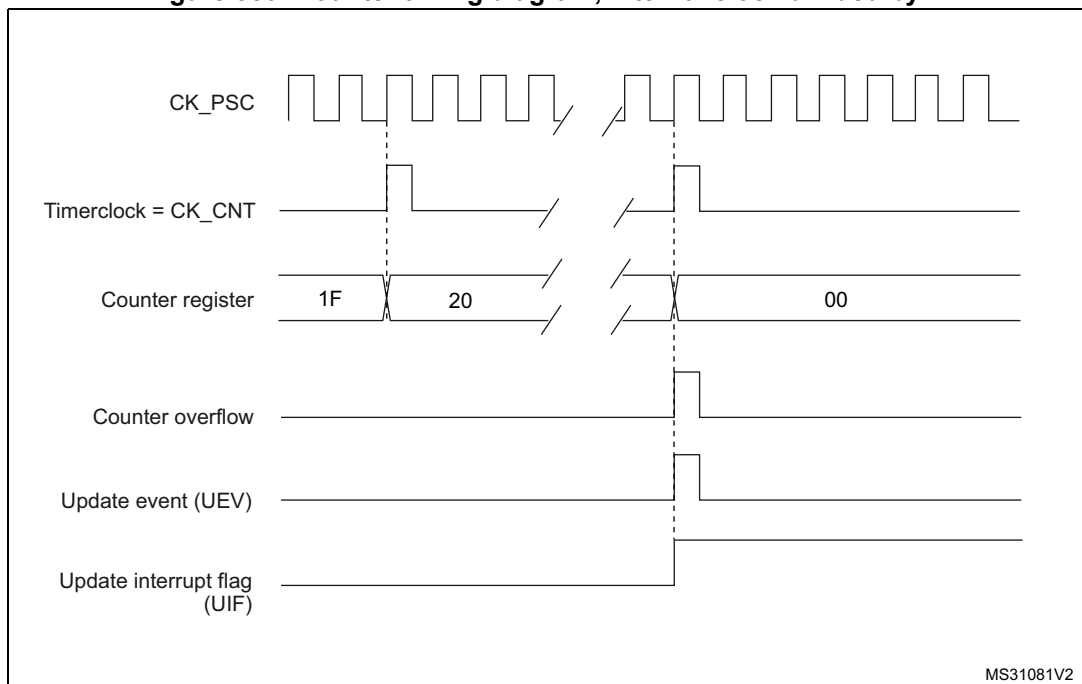 CK_PSC
Timerclock = CK_CNT
Counter register
1F
20
00
Counter overflow
Update event (UEV)
Update interrupt flag
(UIF)
MS31081V2